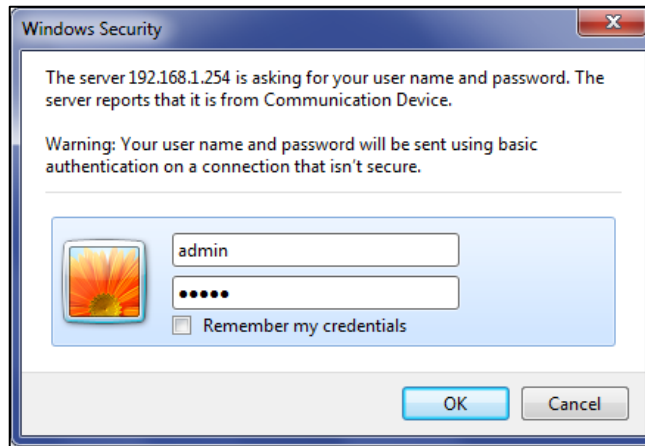 Windows Security
The server 192.168.1.254 is asking for your user name and password. The
server reports that it is from Communication Device.
Warning: Your user name and password will be sent using basic
authentication on a connection that isn't secure.
admin
●●●●●
Remember my credentials
OK
Cancel